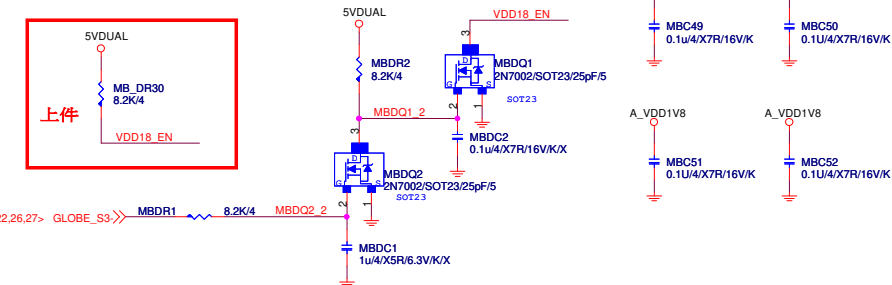 5VDUAL
MB_DR30
8.2K/4
上件
VDD18_EN
5VDUAL
MBDR2
8.2K/4
VDD18_EN
3
D
G
S
MBDQ1
2N7002/SOT23/25pF/5
SOT23
2
1
MBDQ1_2
MBDC2
0.1u/4/X7R/16V/K/X
3
D
G
S
MBDQ2
2N7002/SOT23/25pF/5
SOT23
2
1
22,26,27> GLOBE_S3-
MBDR1
8.2K/4
MBDQ2_2
MBDC1
1u/4/X5R/6.3V/K/X
MBC49
0.1u/4/X7R/16V/K
MBC50
0.1U/4/X7R/16V/K
A_VDD1V8
MBC51
0.1U/4/X7R/16V/K
A_VDD1V8
MBC52
0.1U/4/X7R/16V/K